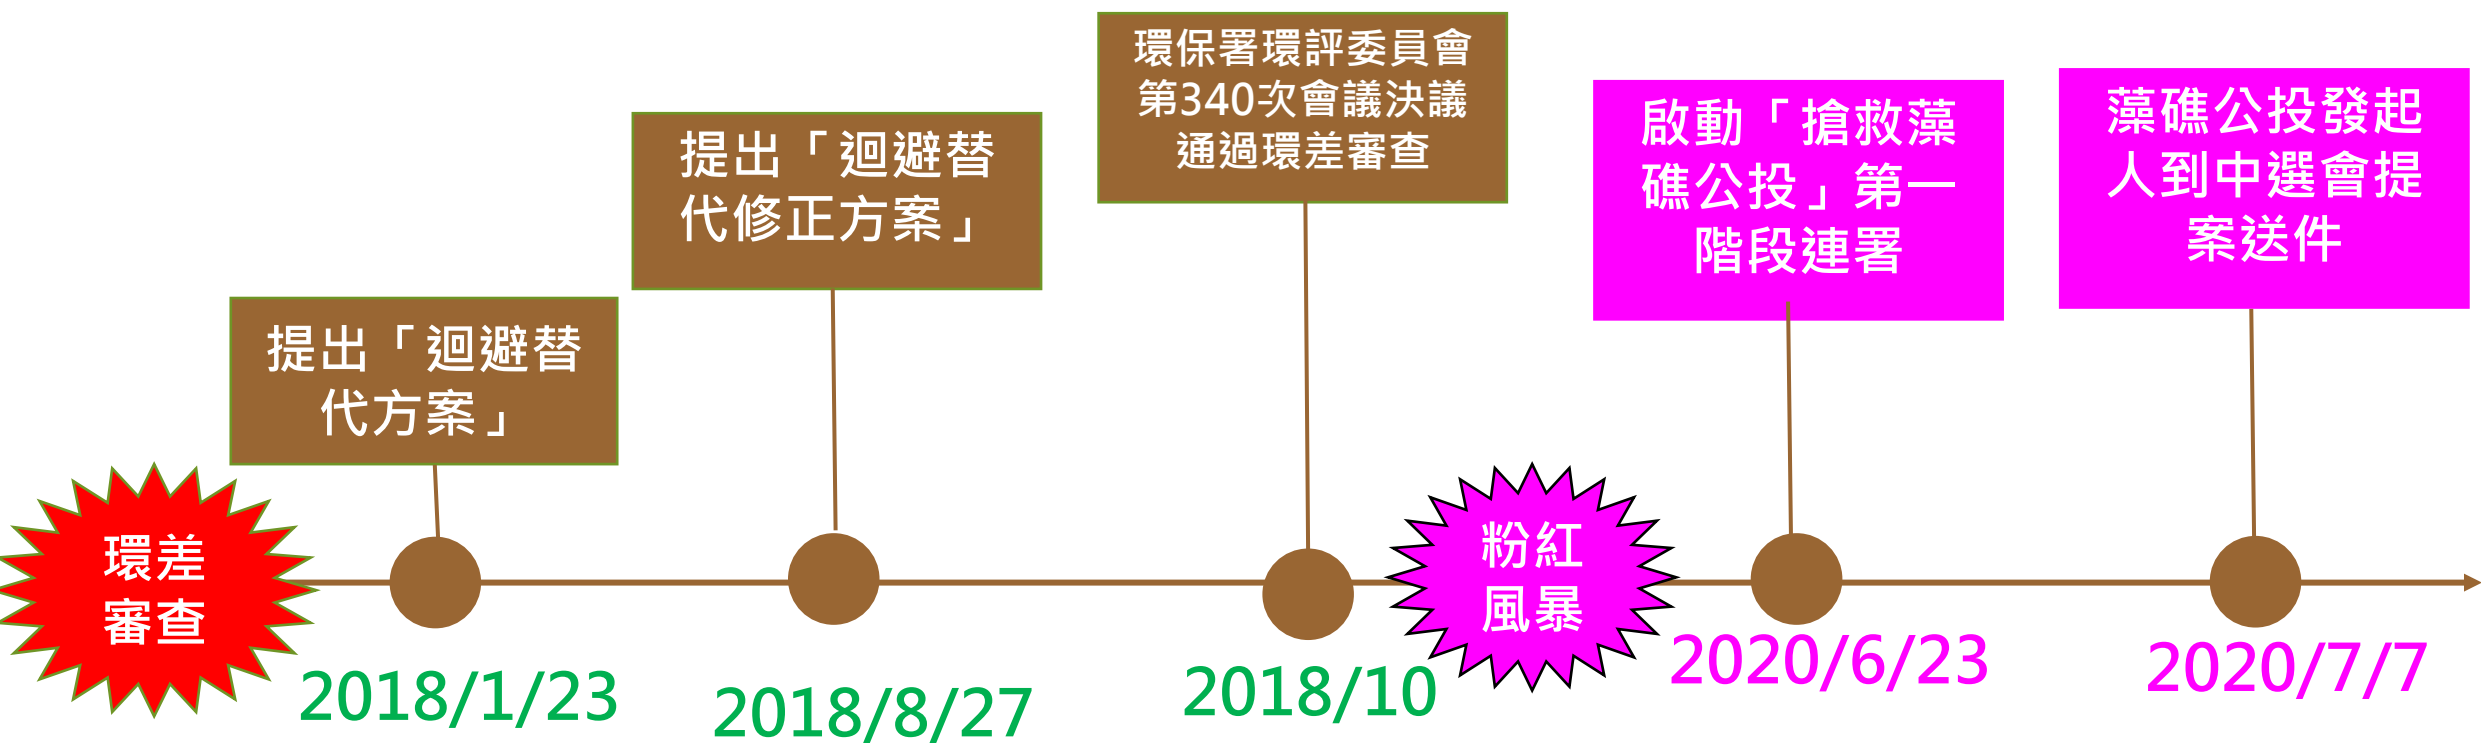 環差
審查
提出「迴避替
代方案」
2018/1/23
提出「迴避替
代修正方案」
2018/8/27
環保署環評委員會
第340次會議決議
通過環差審查
2018/10
粉紅
風暴
啟動「搶救藻
礁公投」第一
階段連署
2020/6/23
藻礁公投發起
人到中選會提
案送件
2020/7/7